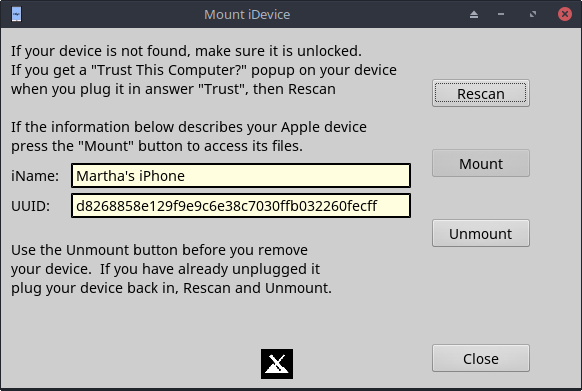 Mount iDevice
If your device is not found, make sure it is unlocked.
If you get a "Trust This Computer?" popup on your device
when you plug it in answer "Trust", then Rescan
Rescan
If the information below describes your Apple device
press the "Mount" button to access its files.
Mount
iName: Martha's iPhone
UUID: d8268858e129f9e9c6e38c7030ffb032260fecff
Unmount
Use the Unmount button before you remove
your device.  If you have already unplugged it
plug your device back in, Rescan and Unmount.
Close